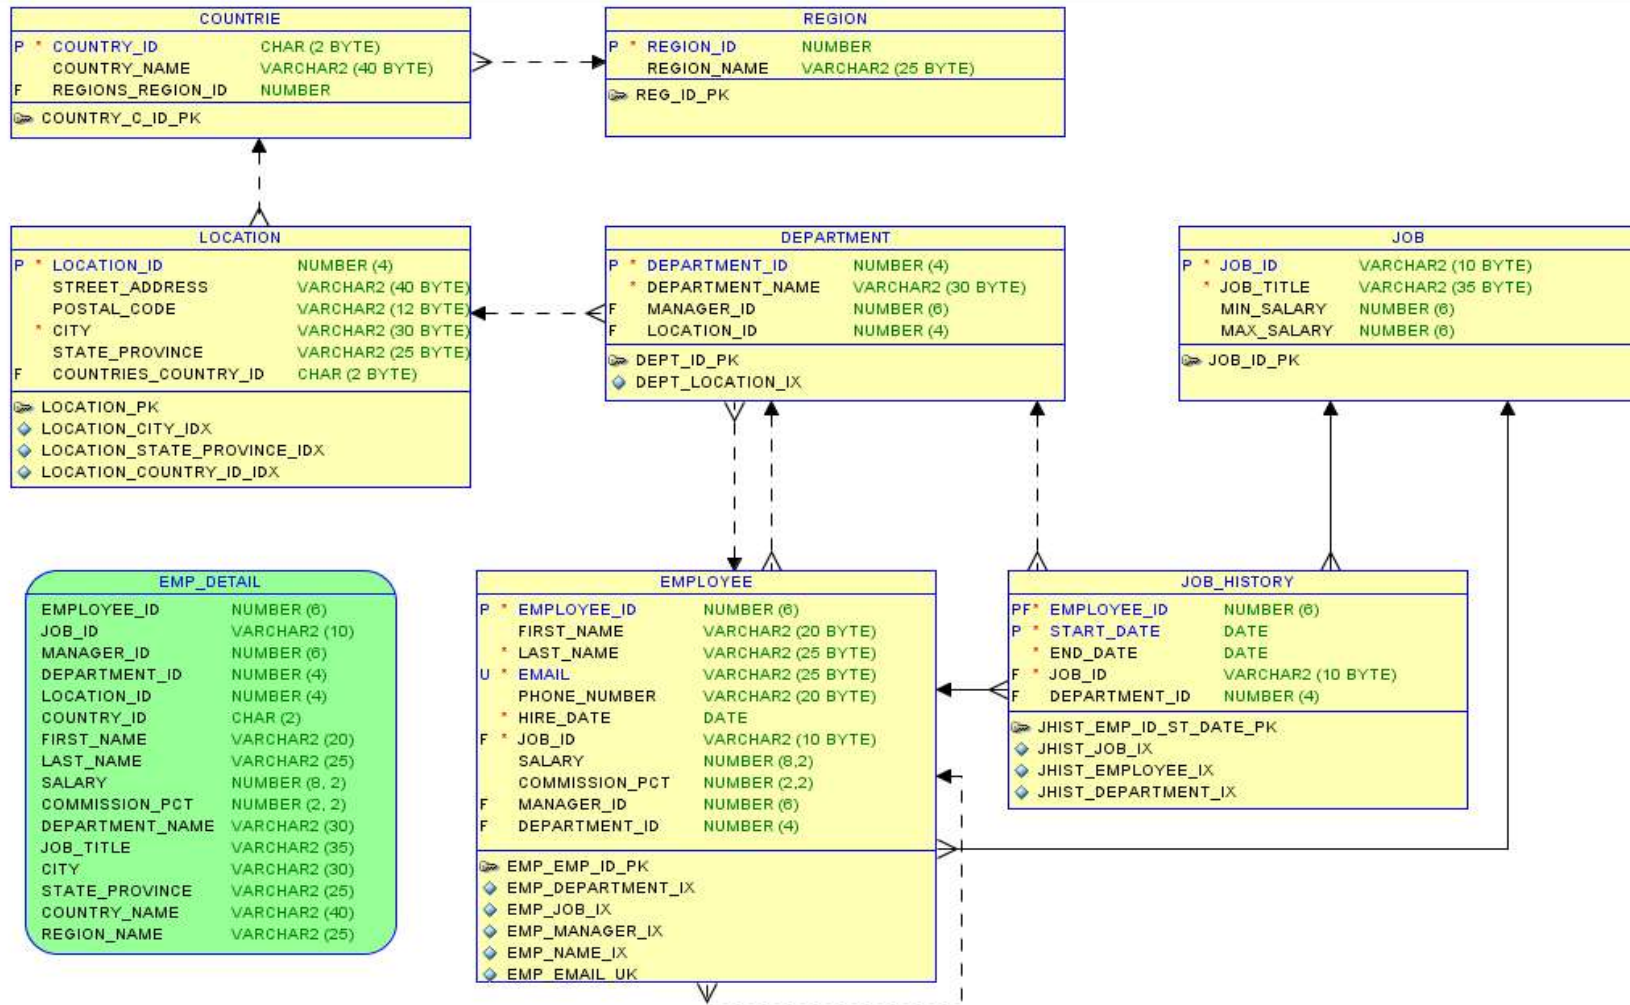 COUNTRIE
P * COUNTRY_ID CHAR (2 BYTE)
COUNTRY_NAME VARCHAR2 (40 BYTE)
F REGIONS_REGION_ID NUMBER
COUNTRY_C_ID_PK
REGION
P * REGION_ID NUMBER
REGION_NAME VARCHAR2 (25 BYTE)
REG_ID_PK
LOCATION
P * LOCATION_ID NUMBER (4)
STREET_ADDRESS VARCHAR2 (40 BYTE)
POSTAL_CODE VARCHAR2 (12 BYTE)
* CITY VARCHAR2 (30 BYTE)
STATE_PROVINCE VARCHAR2 (25 BYTE)
F COUNTRIES_COUNTRY_ID CHAR (2 BYTE)
LOCATION_PK
LOCATION_CITY_IDX
LOCATION_STATE_PROVINCE_IDX
LOCATION_COUNTRY_ID_IDX
DEPARTMENT
P * DEPARTMENT_ID NUMBER (4)
* DEPARTMENT_NAME VARCHAR2 (30 BYTE)
F MANAGER_ID NUMBER (6)
F LOCATION_ID NUMBER (4)
DEPT_ID_PK
DEPT_LOCATION_IX
JOB
P * JOB_ID VARCHAR2 (10 BYTE)
* JOB_TITLE VARCHAR2 (35 BYTE)
MIN_SALARY NUMBER (6)
MAX_SALARY NUMBER (6)
JOB_ID_PK
EMP_DETAIL
EMPLOYEE_ID NUMBER (6)
JOB_ID VARCHAR2 (10)
MANAGER_ID NUMBER (6)
DEPARTMENT_ID NUMBER (4)
LOCATION_ID NUMBER (4)
COUNTRY_ID CHAR (2)
FIRST_NAME VARCHAR2 (20)
LAST_NAME VARCHAR2 (25)
SALARY NUMBER (8, 2)
COMMISSION_PCT NUMBER (2, 2)
DEPARTMENT_NAME VARCHAR2 (30)
JOB_TITLE VARCHAR2 (35)
CITY VARCHAR2 (30)
STATE_PROVINCE VARCHAR2 (25)
COUNTRY_NAME VARCHAR2 (40)
REGION_NAME VARCHAR2 (25)
EMPLOYEE
P * EMPLOYEE_ID NUMBER (6)
FIRST_NAME VARCHAR2 (20 BYTE)
* LAST_NAME VARCHAR2 (25 BYTE)
U * EMAIL VARCHAR2 (25 BYTE)
PHONE_NUMBER VARCHAR2 (20 BYTE)
* HIRE_DATE DATE
F * JOB_ID VARCHAR2 (10 BYTE)
SALARY NUMBER (8,2)
COMMISSION_PCT NUMBER (2,2)
F MANAGER_ID NUMBER (6)
F DEPARTMENT_ID NUMBER (4)
EMP_EMP_ID_PK
EMP_DEPARTMENT_IX
EMP_JOB_IX
EMP_MANAGER_IX
EMP_NAME_IX
EMP_EMAIL_UK
JOB_HISTORY
PF* EMPLOYEE_ID NUMBER (6)
P * START_DATE DATE
* END_DATE DATE
F * JOB_ID VARCHAR2 (10 BYTE)
F DEPARTMENT_ID NUMBER (4)
JHIST_EMP_ID_ST_DATE_PK
JHIST_JOB_IX
JHIST_EMPLOYEE_IX
JHIST_DEPARTMENT_IX